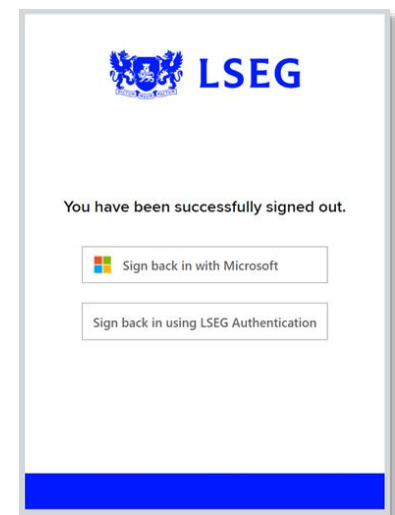 LSEG
You have been successfully signed out.
Sign back in with Microsoft
Sign back in using LSEG Authentication